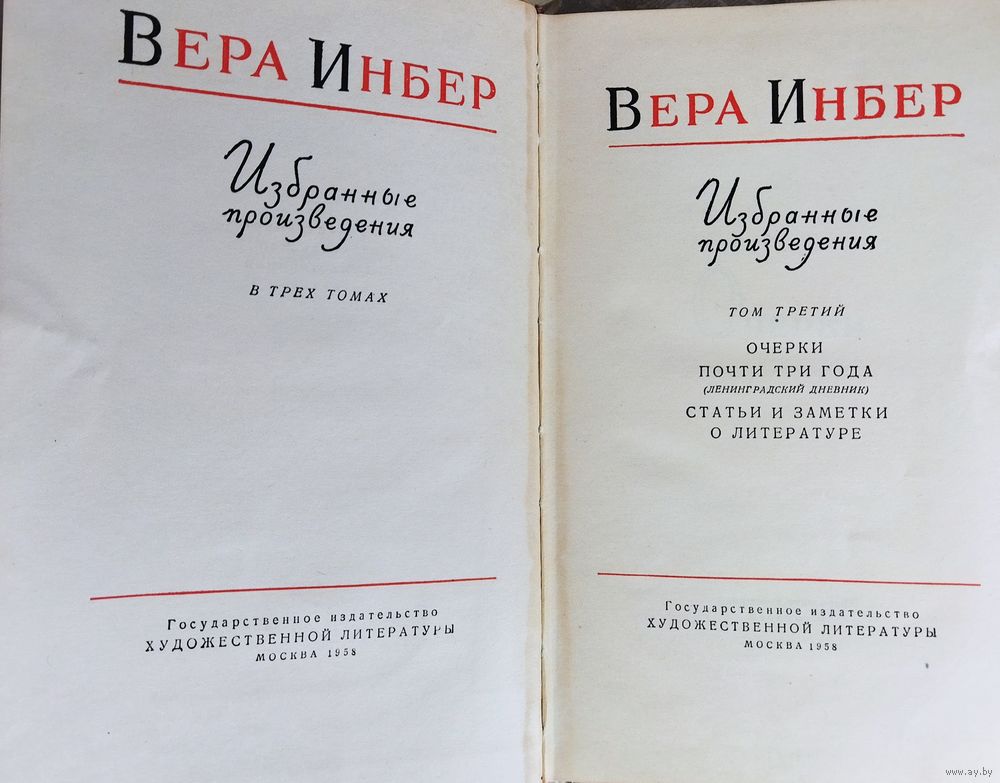 ВЕРА ИНБЕР
Избранные
произведения
В ТРЕХ ТОМАХ
Государственное издательство
ХУДОЖЕСТВЕННОЙ ЛИТЕРАТУРЫ
МОСКВА 1958
ВЕРА ИНБЕР
Избранные
произведения
ТОМ ТРЕТИЙ
ОЧЕРКИ
ПОЧТИ ТРИ ГОДА
(ЛЕНИНГРАДСКИЙ ДНЕВНИК)
СТАТЬИ И ЗАМЕТКИ
О ЛИТЕРАТУРЕ
Государственное издательство
ХУДОЖЕСТВЕННОЙ ЛИТЕРАТУРЫ
МОСКВА 1958
www.ay.by